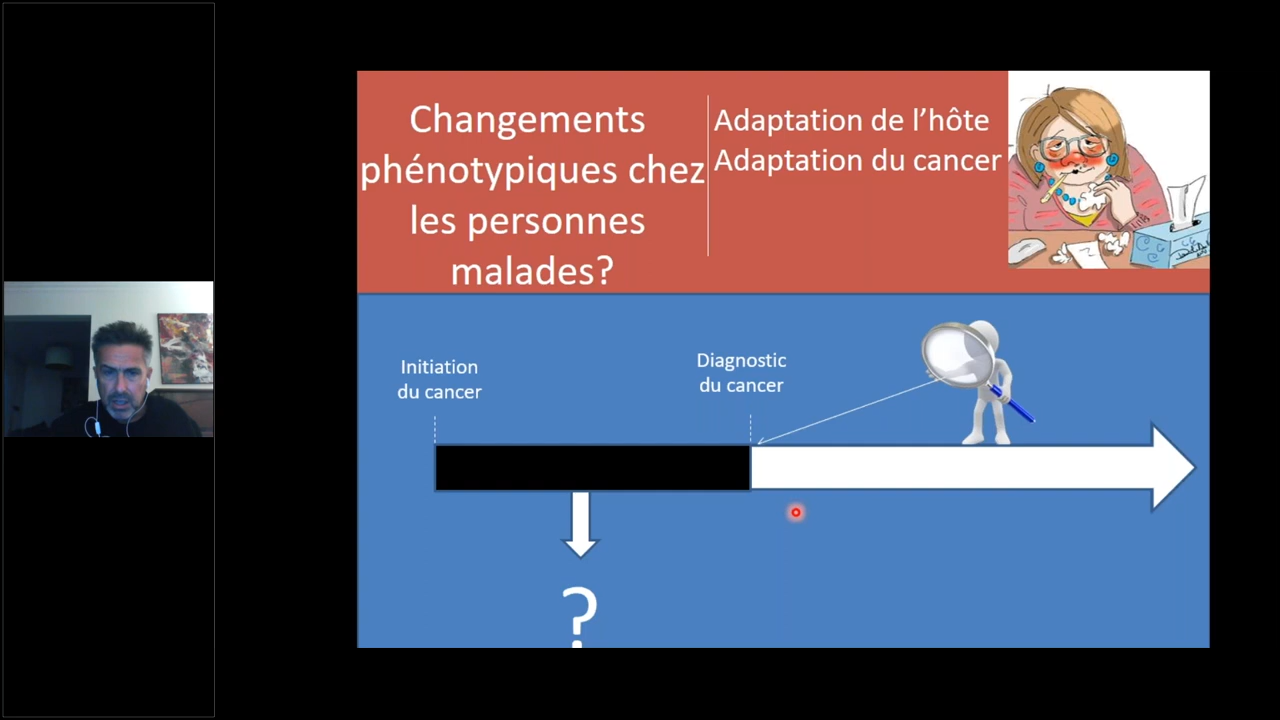 Changements
phénotypiques chez
les personnes
malades?
Adaptation de l’hôte
Adaptation du cancer
Initiation
du cancer
Diagnostic
du cancer
?